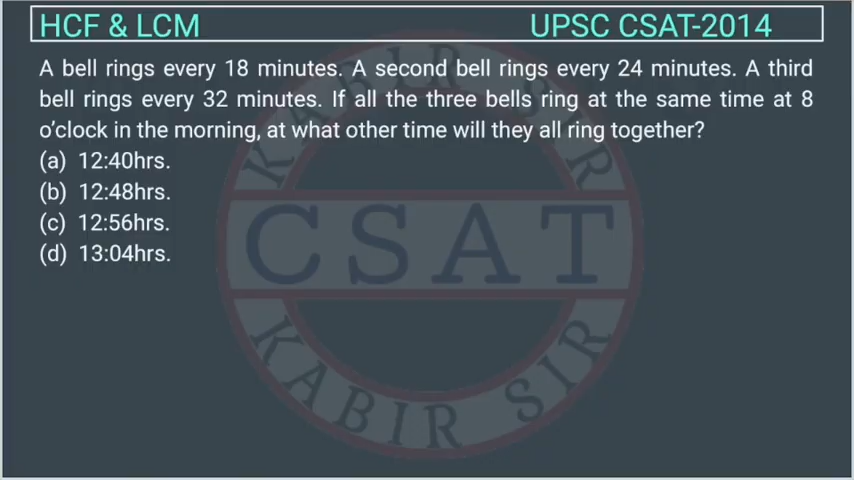 HCF & LCM UPSC CSAT-2014
A bell rings every 18 minutes. A second bell rings every 24 minutes. A third
bell rings every 32 minutes. If all the three bells ring at the same time at 8
o’clock in the morning, at what other time will they all ring together?
(a) 12:40hrs.
(b) 12:48hrs.
(c) 12:56hrs.
(d) 13:04hrs.
KABIR SIR
CSAT
KABIR SIR